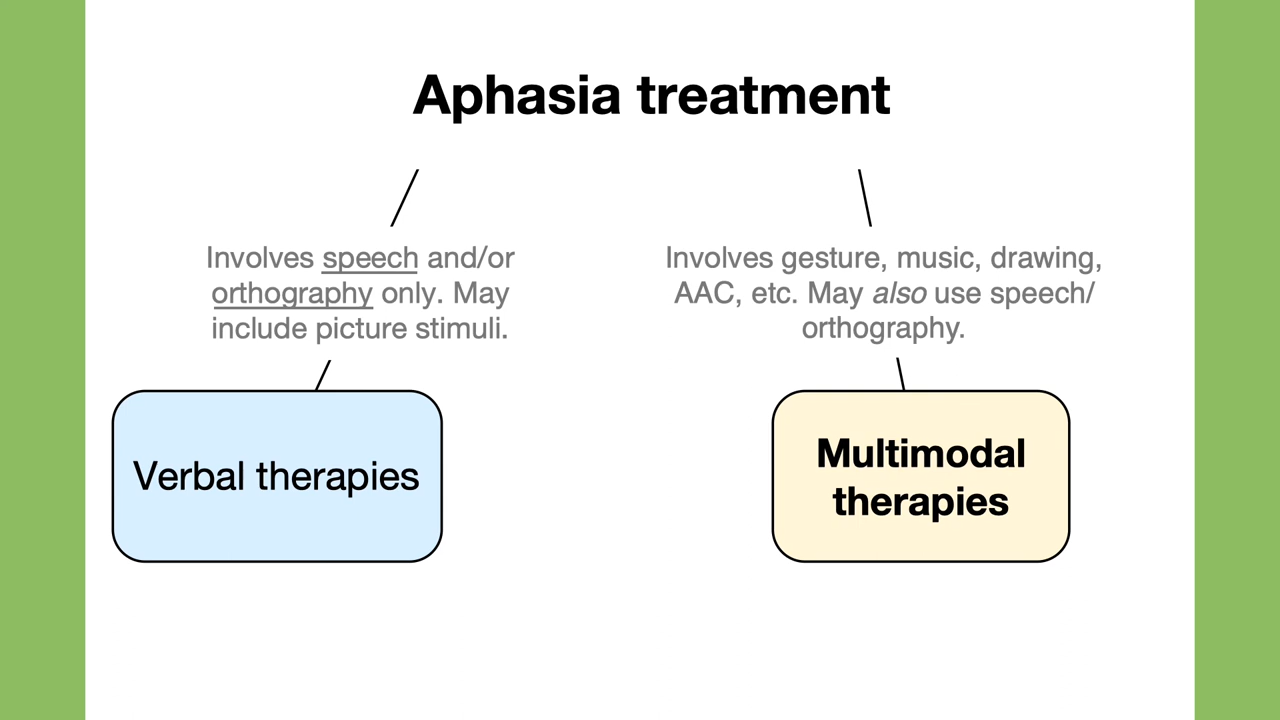 Aphasia treatment
Involves speech and/or
orthography only. May
include picture stimuli.
Involves gesture, music, drawing,
AAC, etc. May also use speech/
orthography.
Verbal therapies
Multimodal
therapies